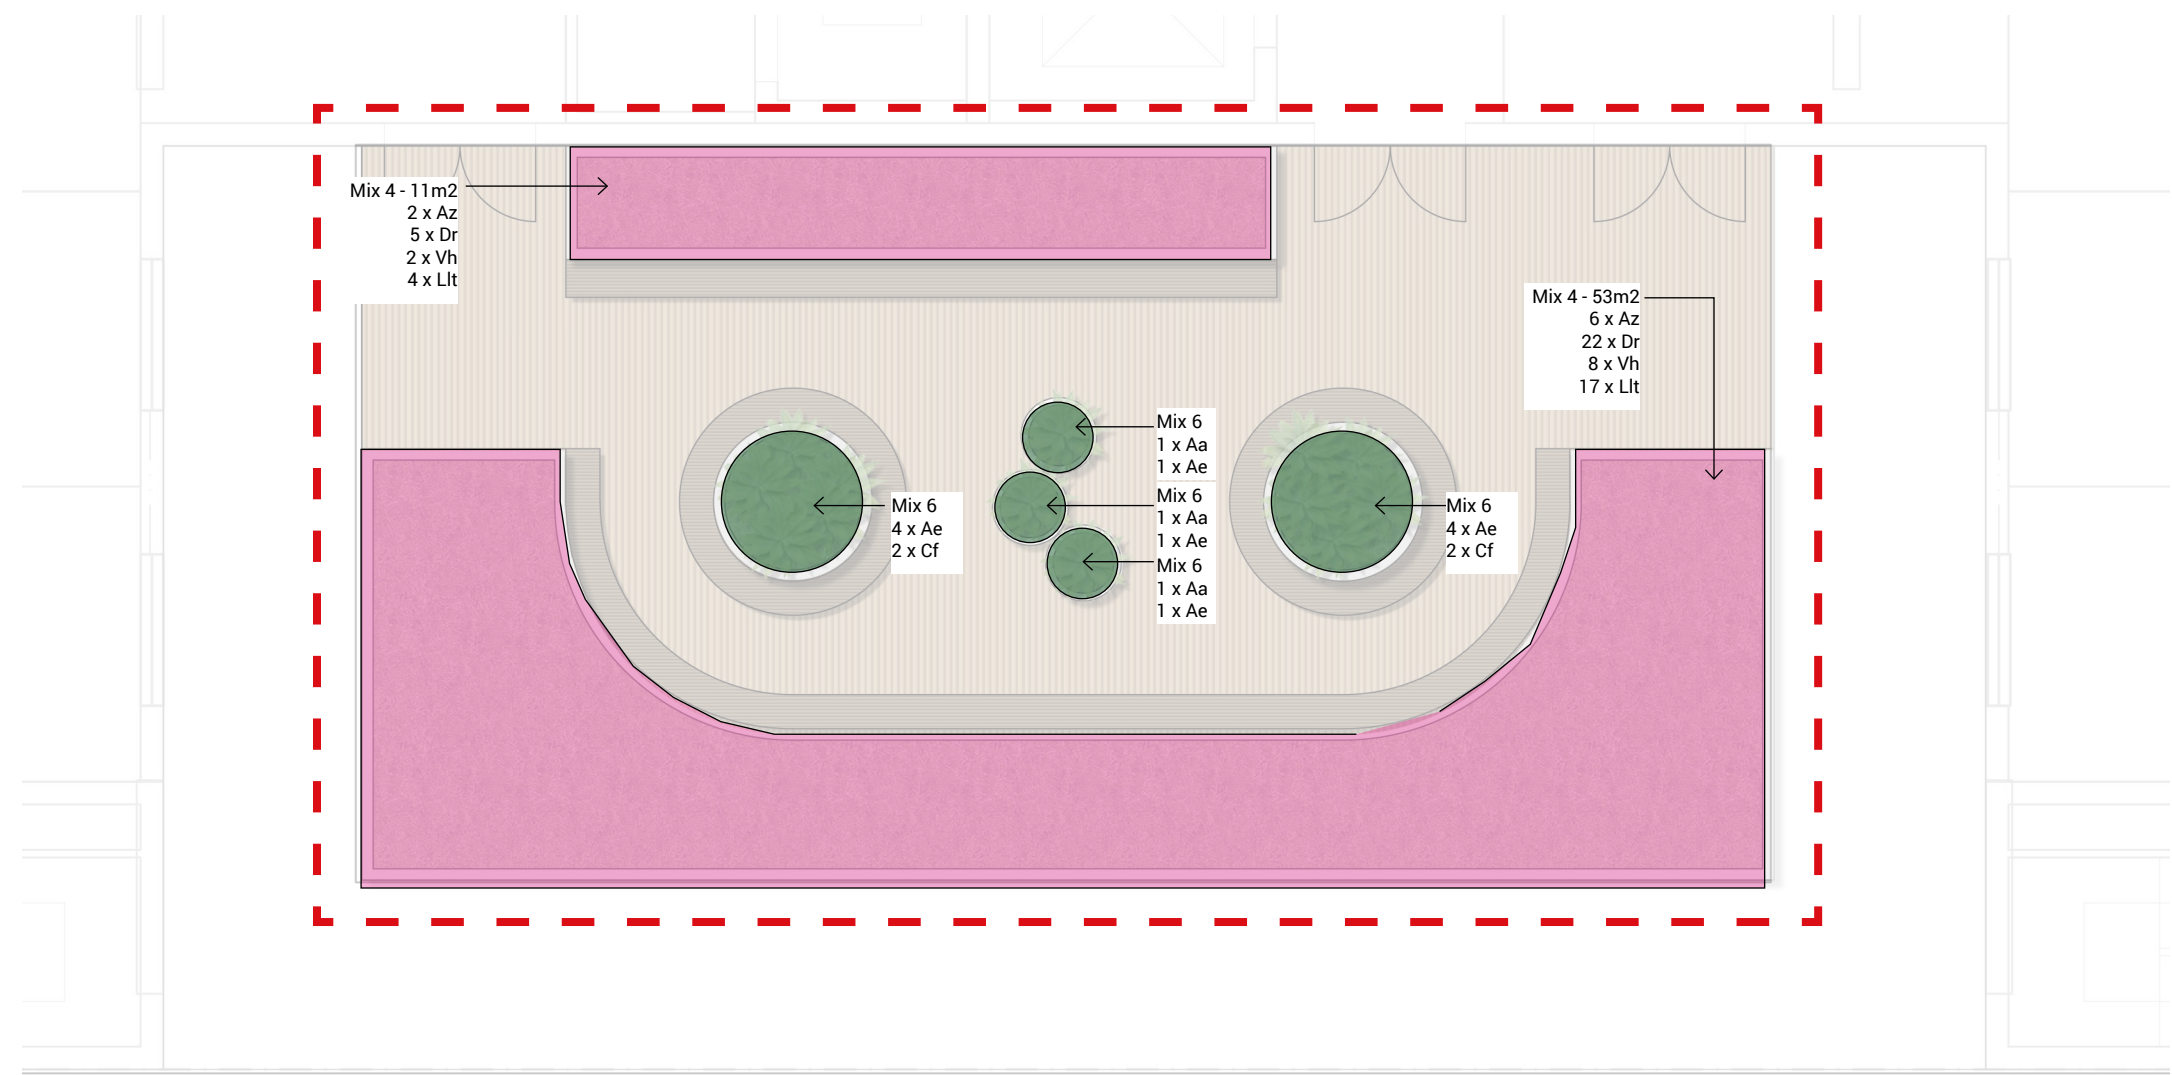 Mix 4 - 11m2
2 x Az
5 x Dr
2 x Vh
4 x Llt
Mix 4 - 53m2
6 x Az
22 x Dr
8 x Vh
17 x Llt
Mix 6
4 x Ae
2 x Cf
Mix 6
1 x Aa
1 x Ae
Mix 6
1 x Aa
1 x Ae
Mix 6
1 x Aa
1 x Ae
Mix 6
4 x Ae
2 x Cf